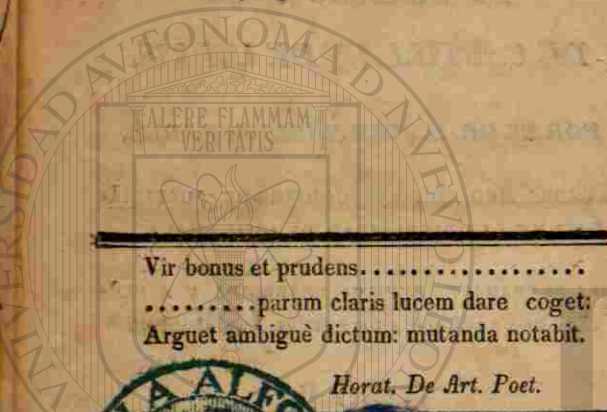 UNIVERSIDAD AUTONOMA DE NUEVO
ALERE FLAMMAM
VERITATIS
Vir bonus et prudens..................
.........parum claris lucem dare coget:
Arguet ambiguè dictum: mutanda notabit.
Horat. De Art. Poet.